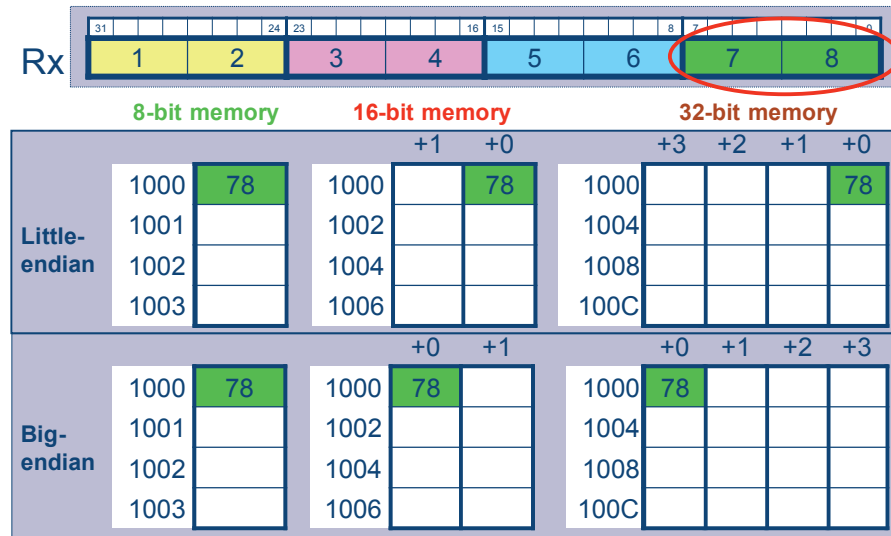 31 24 23 16 15 8 7 0
Rx 1 2 3 4 5 6 7 8
8-bit memory 16-bit memory 32-bit memory
+1 +0 +3 +2 +1 +0
1000 78 1000 78 1000 78
1001 1002 1004
Little-
endian
1002 1004 1008
1003 1006 100C
+0 +1 +0 +1 +2 +3
1000 78 1000 78 1000 78
1001 1002 1004
Big-
endian
1002 1004 1008
1003 1006 100C